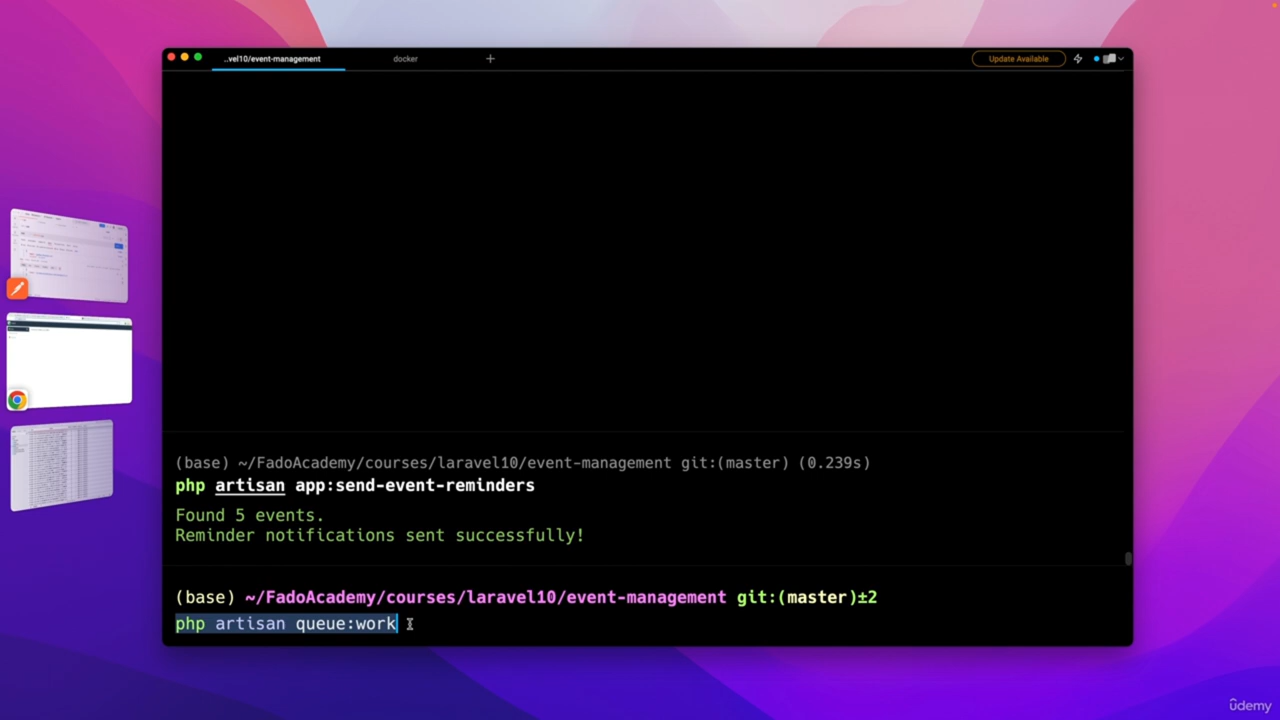 ..vel10/event-management
docker
Update Available
(base) ~/FadoAcademy/courses/laravel10/event-management git:(master) (0.239s)
php artisan app:send-event-reminders
Found 5 events.
Reminder notifications sent successfully!
(base) ~/FadoAcademy/courses/laravel10/event-management git:(master)±2
php artisan queue:work
udemy